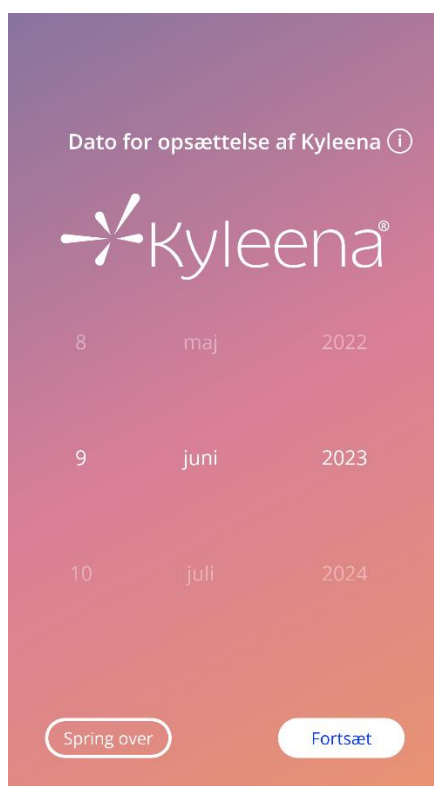 Dato for opsættelse af Kyleena i
Kyleena®
8 maj 2022
9 juni 2023
10 juli 2024
Spring over Fortsæt